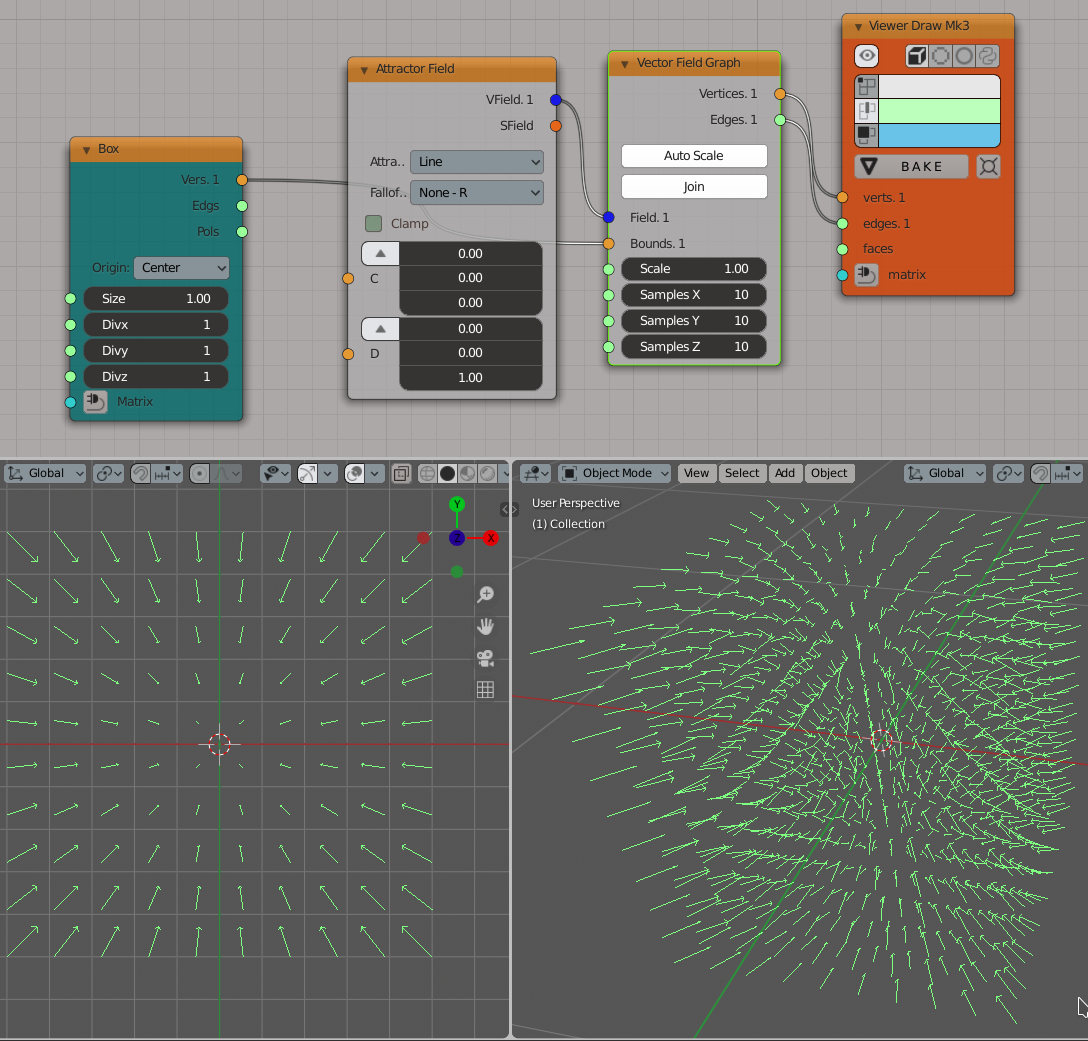 Box
Vers. 1
Edgs
Pols
Origin: Center
Size 1.00
Divx 1
Divy 1
Divz 1
Matrix
Attractor Field
VField. 1
SField
Attra.. Line
Fallof.. None - R
Clamp
0.00
C 0.00
0.00
0.00
D 0.00
1.00
Vector Field Graph
Vertices. 1
Edges. 1
Auto Scale
Join
Field. 1
Bounds. 1
Scale 1.00
Samples X 10
Samples Y 10
Samples Z 10
Viewer Draw Mk3
BAKE
verts. 1
edges. 1
faces
matrix
Global
Y
Z
X
Object Mode View Select Add Object Global
User Perspective
(1) Collection